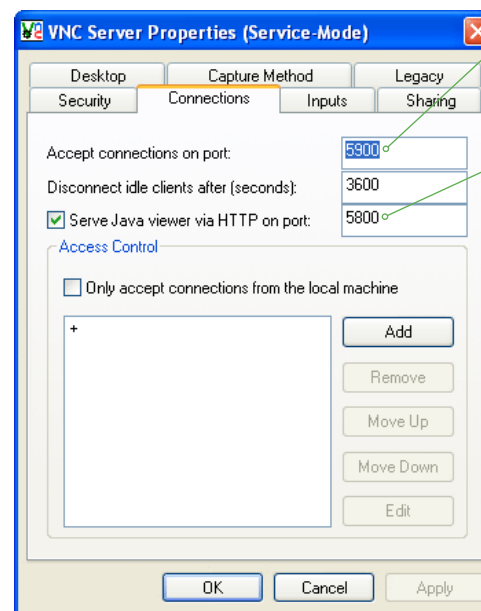 VNC Server Properties (Service-Mode)
Desktop Capture Method Legacy
Security Connections Inputs Sharing
Accept connections on port: 5900
Disconnect idle clients after (seconds): 3600
Serve Java viewer via HTTP on port: 5800
Access Control
Only accept connections from the local machine
+
Add
Remove
Move Up
Move Down
Edit
OK Cancel Apply